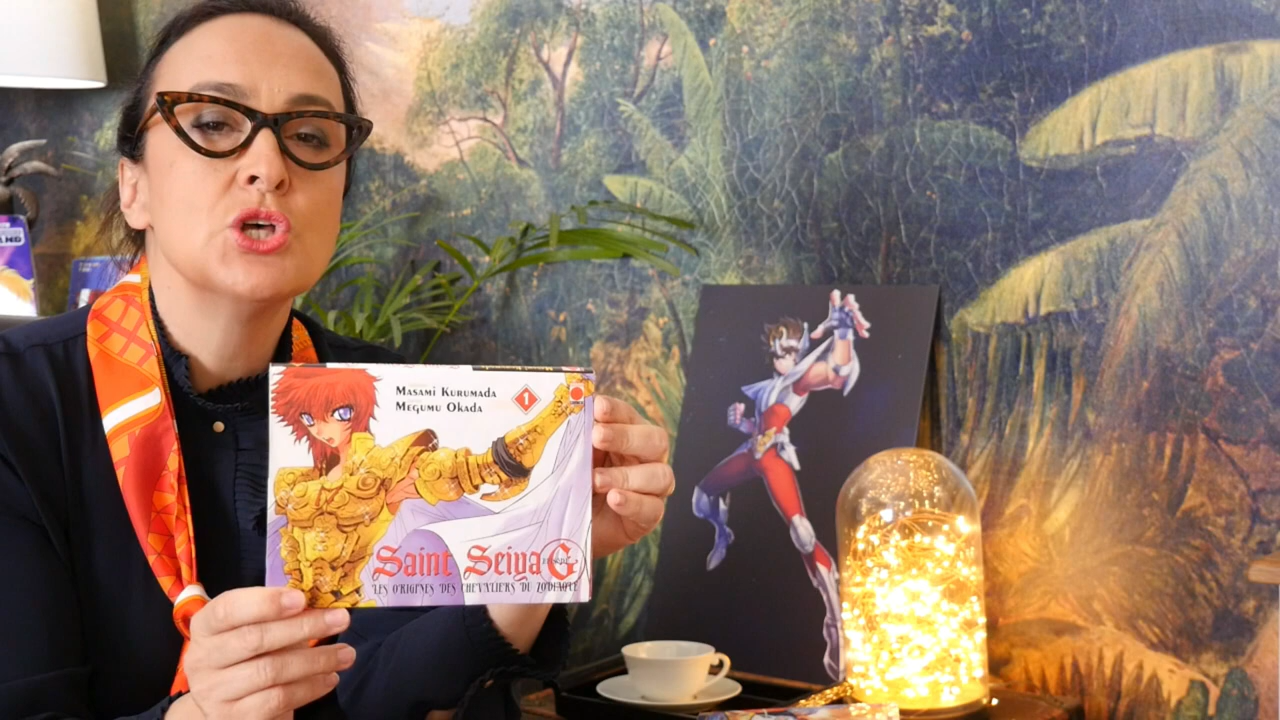 MASAMI KURUMADA
MEGUMU OKADA
1
Saint Seiya G
LES ORIGINES DES CHEVALIERS DU ZODIAQUE